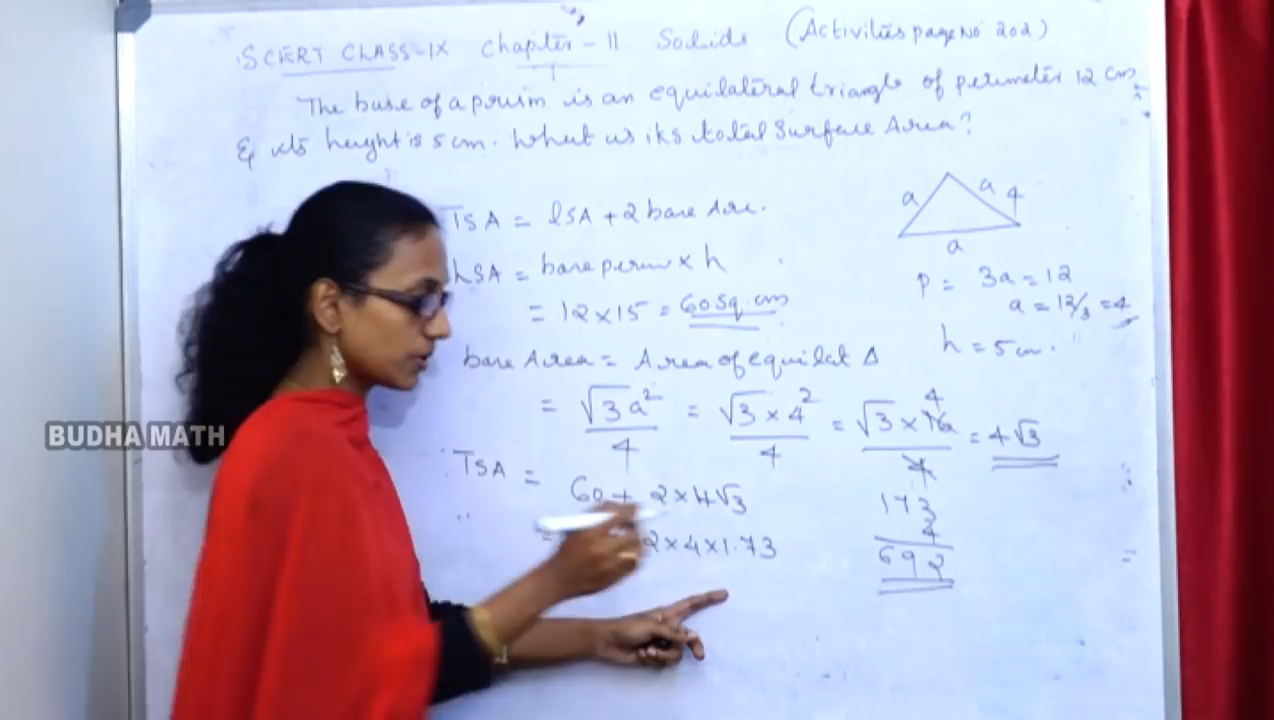 SCERT CLASS-IX Chapter-11 Solids (Activities page No 202)
The base of a prism is an equilateral triangle of perimeter 12 cm
& its height is 5 cm. What is its total Surface Area?
TSA = lSA + 2 base Are.
LSA = base perim × h
= 12 × 15 = 60 sq.cms
base Area = Area of equilat Δ
= √3a²/4 = √3×4²/4 = √3×16/4 = 4√3
TSA = 60 + 2×4√3
= 2×4×1.73
a a 4
a
p = 3a = 12
a = 12/3 = 4
h = 5 cm.
4
173
4
692
BUDHA MATH